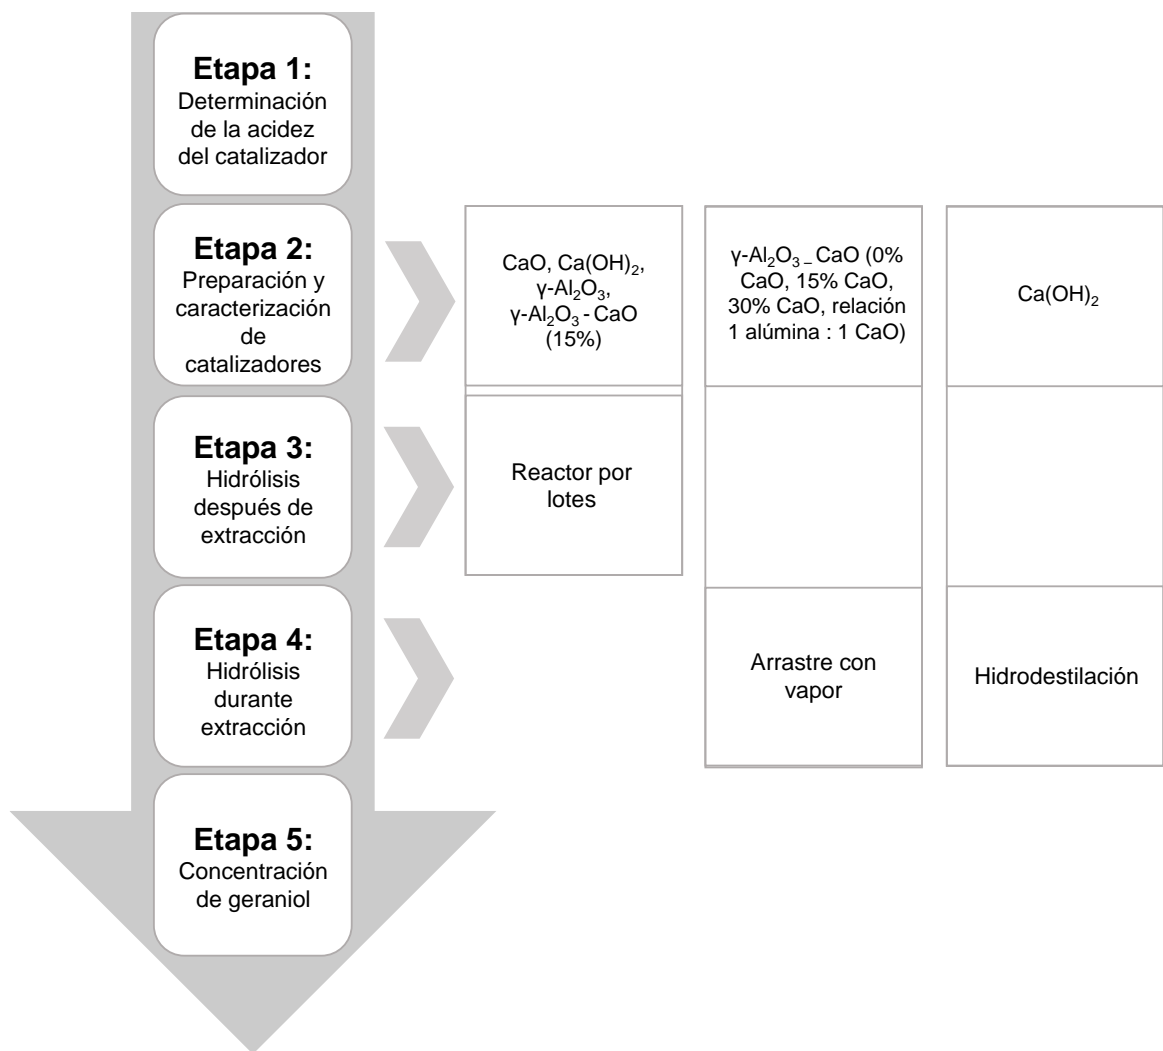 Etapa 1:
Determinación
de la acidez
del catalizador
Etapa 2:
Preparación y
caracterización
de
catalizadores
CaO, Ca(OH)₂,
γ-Al₂O₃,
γ-Al₂O₃ - CaO
(15%)
γ-Al₂O₃ – CaO (0%
CaO, 15% CaO,
30% CaO, relación
1 alúmina : 1 CaO)
Ca(OH)₂
Etapa 3:
Hidrólisis
después de
extracción
Reactor por
lotes
Etapa 4:
Hidrólisis
durante
extracción
Arrastre con
vapor
Hidrodestilación
Etapa 5:
Concentración
de geraniol